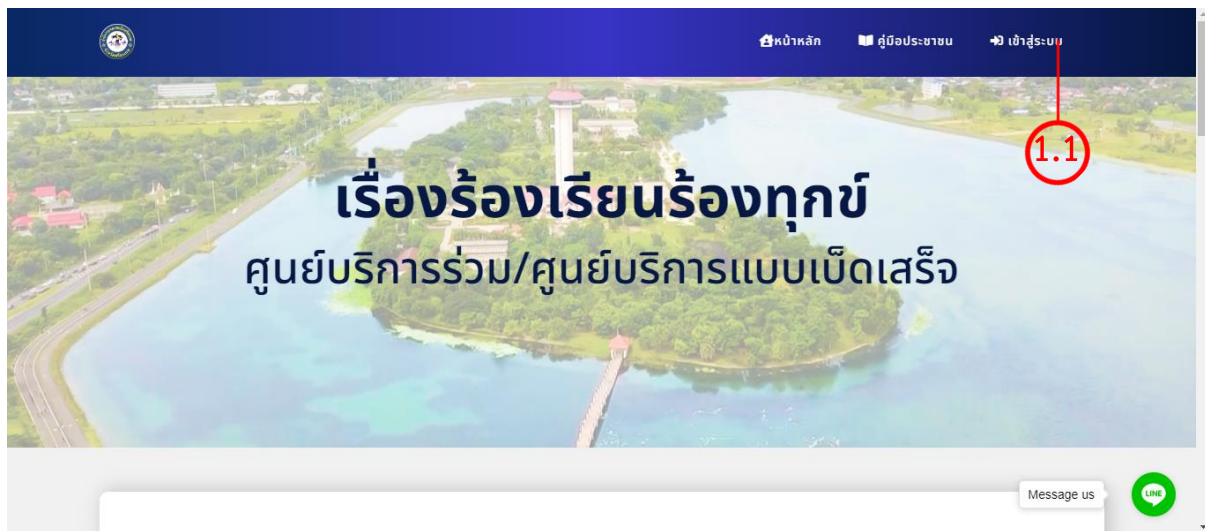 หน้าหลัก คู่มือประชาชน เข้าสู่ระบบ
1.1
เรื่องร้องเรียนร้องทุกข์
ศูนย์บริการร่วม/ศูนย์บริการแบบเบ็ดเสร็จ
Message us
LINE